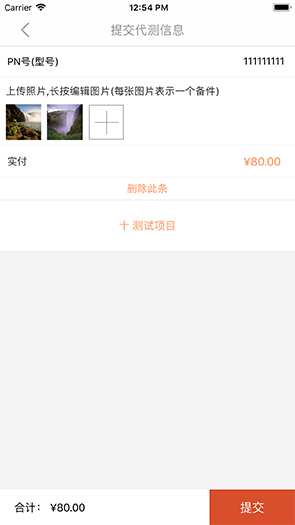 Carrier 12:54 PM
提交代测信息
PN号(型号) 111111111
上传照片,长按编辑图片(每张图片表示一个备件)
实付 ¥80.00
删除此条
+ 测试项目
合计: ¥80.00 提交